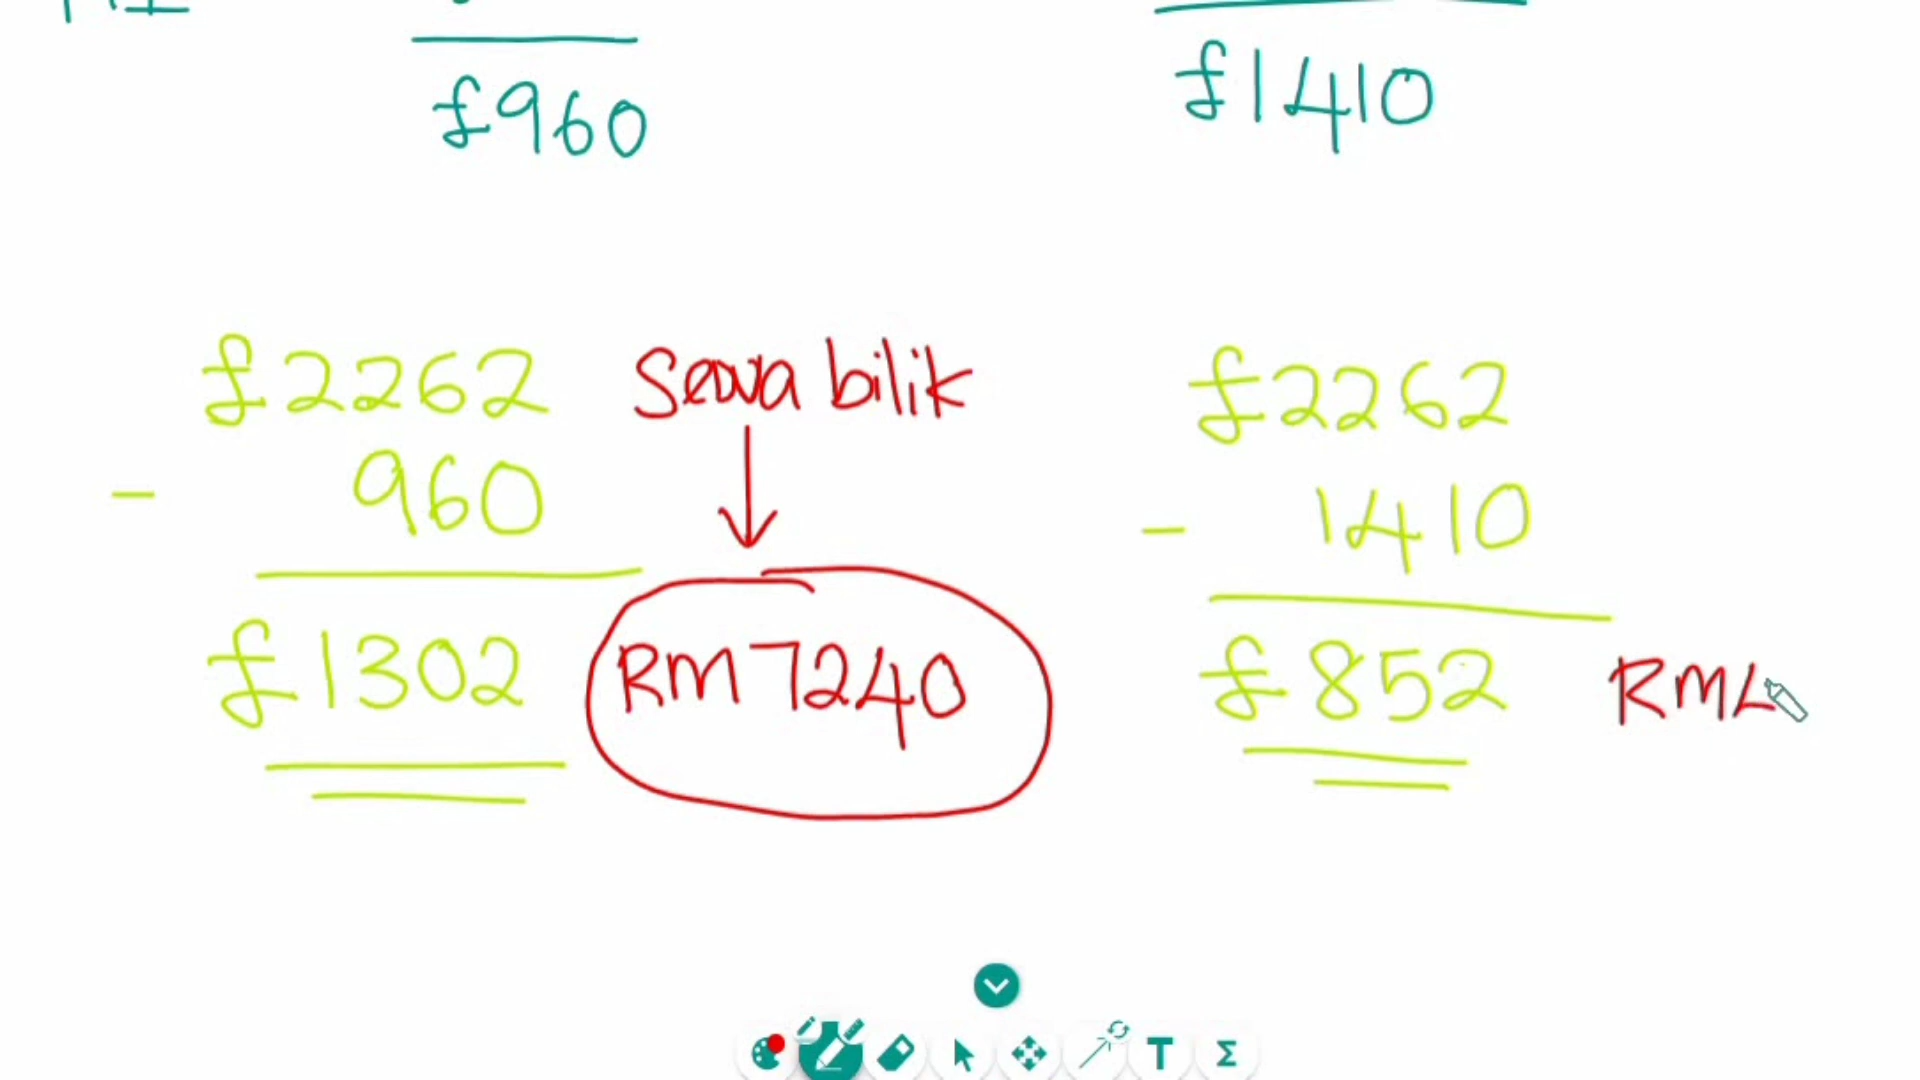 £960
£1410
£2262 Sewa bilik
- 960
£1302 RM7240
£2262
- 1410
£852 RM
T Σ